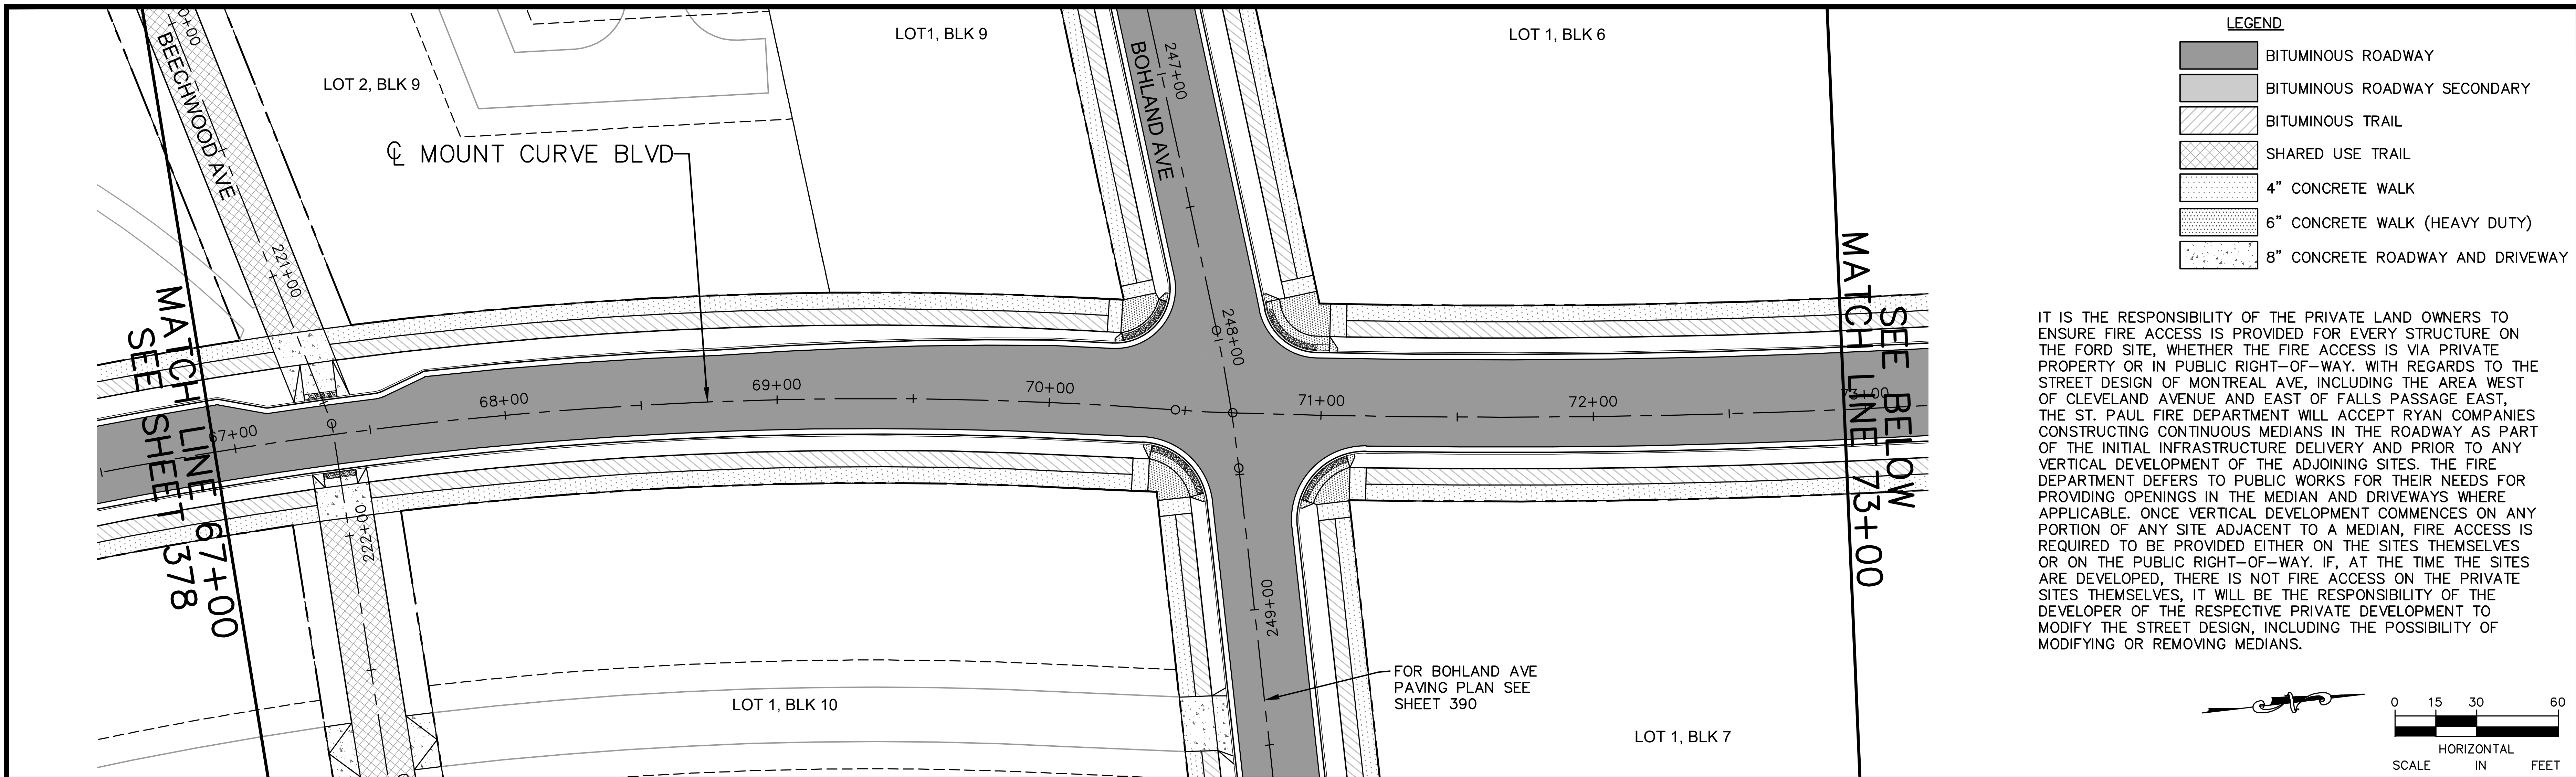 LOT1, BLK 9
LOT 2, BLK 9
LOT 1, BLK 6
BEECHWOOD AVE
BOHLAND AVE
247+00
℄ MOUNT CURVE BLVD
221+00
248+00
67+00
68+00
69+00
70+00
71+00
72+00
73+00
MATCH LINE 67+00
SEE SHEET 378
SEE BELOW
MATCH LINE 73+00
222+00
249+00
FOR BOHLAND AVE
PAVING PLAN SEE
SHEET 390
LOT 1, BLK 10
LOT 1, BLK 7
LEGEND
BITUMINOUS ROADWAY
BITUMINOUS ROADWAY SECONDARY
BITUMINOUS TRAIL
SHARED USE TRAIL
4" CONCRETE WALK
6" CONCRETE WALK (HEAVY DUTY)
8" CONCRETE ROADWAY AND DRIVEWAY
IT IS THE RESPONSIBILITY OF THE PRIVATE LAND OWNERS TO
ENSURE FIRE ACCESS IS PROVIDED FOR EVERY STRUCTURE ON
THE FORD SITE, WHETHER THE FIRE ACCESS IS VIA PRIVATE
PROPERTY OR IN PUBLIC RIGHT-OF-WAY. WITH REGARDS TO THE
STREET DESIGN OF MONTREAL AVE, INCLUDING THE AREA WEST
OF CLEVELAND AVENUE AND EAST OF FALLS PASSAGE EAST,
THE ST. PAUL FIRE DEPARTMENT WILL ACCEPT RYAN COMPANIES
CONSTRUCTING CONTINUOUS MEDIANS IN THE ROADWAY AS PART
OF THE INITIAL INFRASTRUCTURE DELIVERY AND PRIOR TO ANY
VERTICAL DEVELOPMENT OF THE ADJOINING SITES. THE FIRE
DEPARTMENT DEFERS TO PUBLIC WORKS FOR THEIR NEEDS FOR
PROVIDING OPENINGS IN THE MEDIAN AND DRIVEWAYS WHERE
APPLICABLE. ONCE VERTICAL DEVELOPMENT COMMENCES ON ANY
PORTION OF ANY SITE ADJACENT TO A MEDIAN, FIRE ACCESS IS
REQUIRED TO BE PROVIDED EITHER ON THE SITES THEMSELVES
OR ON THE PUBLIC RIGHT-OF-WAY. IF, AT THE TIME THE SITES
ARE DEVELOPED, THERE IS NOT FIRE ACCESS ON THE PRIVATE
SITES THEMSELVES, IT WILL BE THE RESPONSIBILITY OF THE
DEVELOPER OF THE RESPECTIVE PRIVATE DEVELOPMENT TO
MODIFY THE STREET DESIGN, INCLUDING THE POSSIBILITY OF
MODIFYING OR REMOVING MEDIANS.
0 15 30 60
HORIZONTAL
SCALE IN FEET